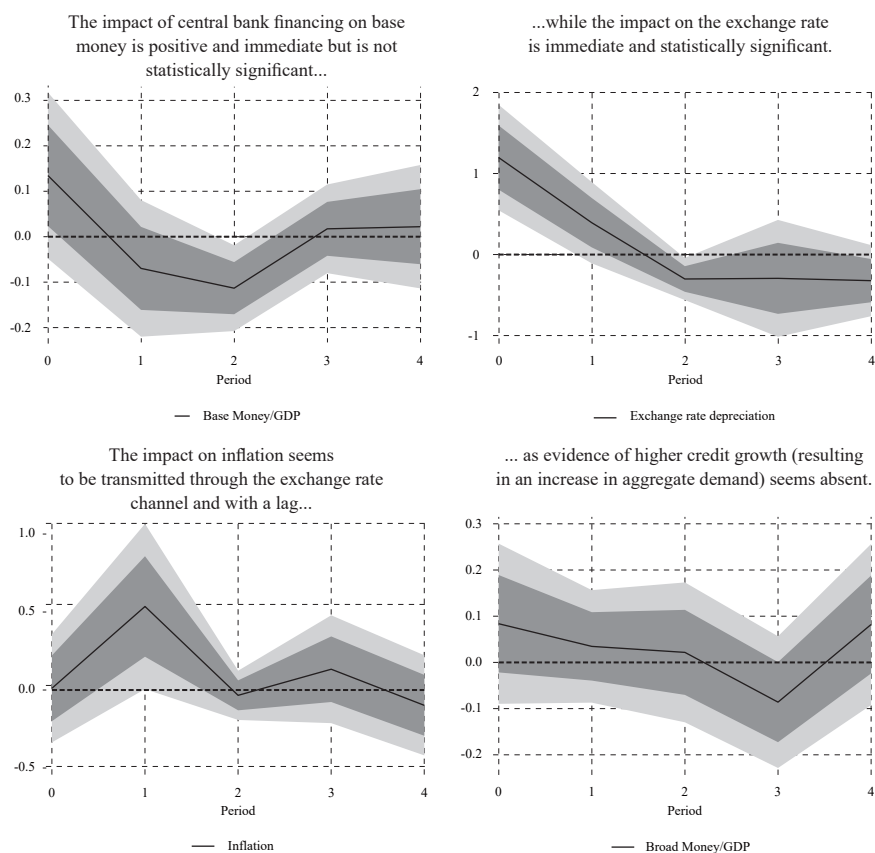 The impact of central bank financing on base
money is positive and immediate but is not
statistically significant...
0.3
0.2
0.1
0.0
-0.1
-0.2
0 1 2 3 4
Period
Base Money/GDP
...while the impact on the exchange rate
is immediate and statistically significant.
2
1
0
-1
0 1 2 3 4
Period
Exchange rate depreciation
The impact on inflation seems
to be transmitted through the exchange rate
channel and with a lag...
1.0
0.5
0.0
-0.5
0 1 2 3 4
Period
Inflation
... as evidence of higher credit growth (resulting
in an increase in aggregate demand) seems absent.
0.3
0.2
0.1
0.0
-0.1
-0.2
0 1 2 3 4
Period
Broad Money/GDP